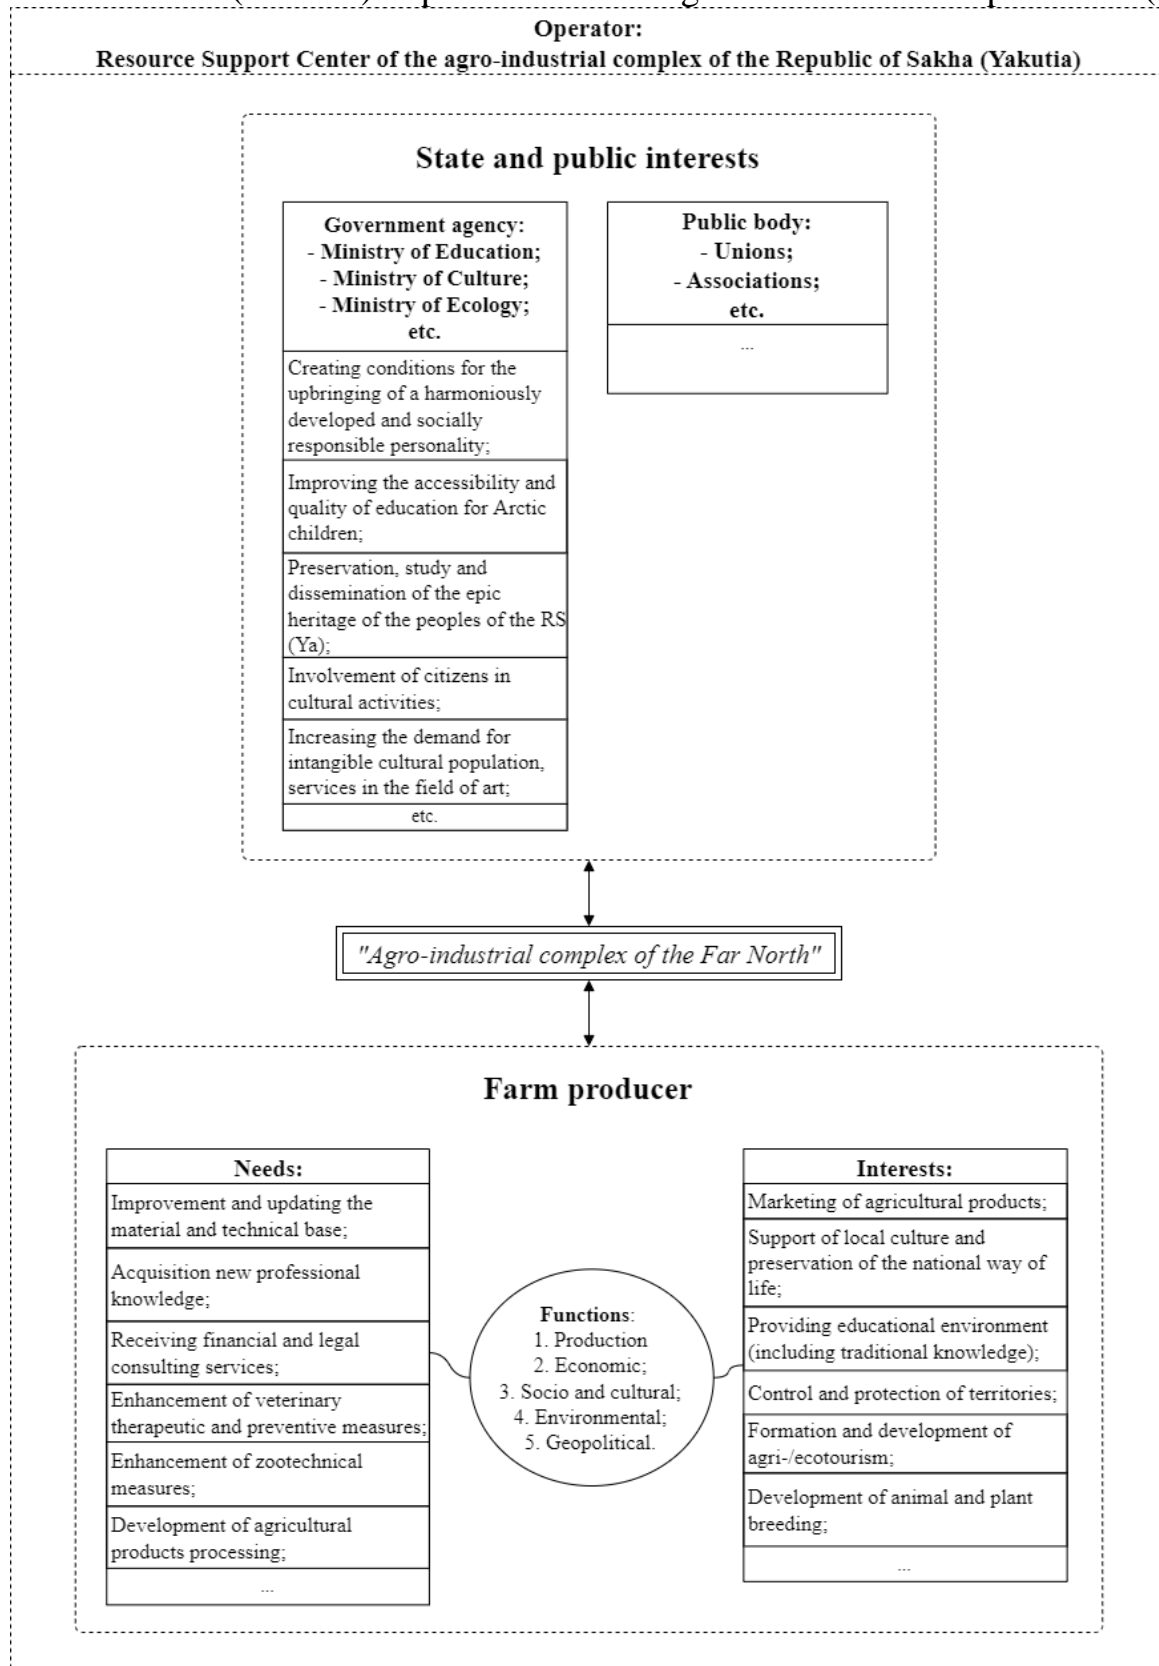 Operator:
Resource Support Center of the agro-industrial complex of the Republic of Sakha (Yakutia)
State and public interests
Government agency:
- Ministry of Education;
- Ministry of Culture;
- Ministry of Ecology;
etc.
Creating conditions for the
upbringing of a harmoniously
developed and socially
responsible personality;
Improving the accessibility and
quality of education for Arctic
children;
Preservation, study and
dissemination of the epic
heritage of the peoples of the RS
(Ya);
Involvement of citizens in
cultural activities;
Increasing the demand for
intangible cultural population,
services in the field of art;
etc.
Public body:
- Unions;
- Associations;
etc.
...
"Agro-industrial complex of the Far North"
Farm producer
Needs:
Improvement and updating the
material and technical base;
Acquisition new professional
knowledge;
Receiving financial and legal
consulting services;
Enhancement of veterinary
therapeutic and preventive measures;
Enhancement of zootechnical
measures;
Development of agricultural
products processing;
...
Functions:
1. Production
2. Economic;
3. Socio and cultural;
4. Environmental;
5. Geopolitical.
Interests:
Marketing of agricultural products;
Support of local culture and
preservation of the national way of
life;
Providing educational environment
(including traditional knowledge);
Control and protection of territories;
Formation and development of
agri-/ecotourism;
Development of animal and plant
breeding;
...